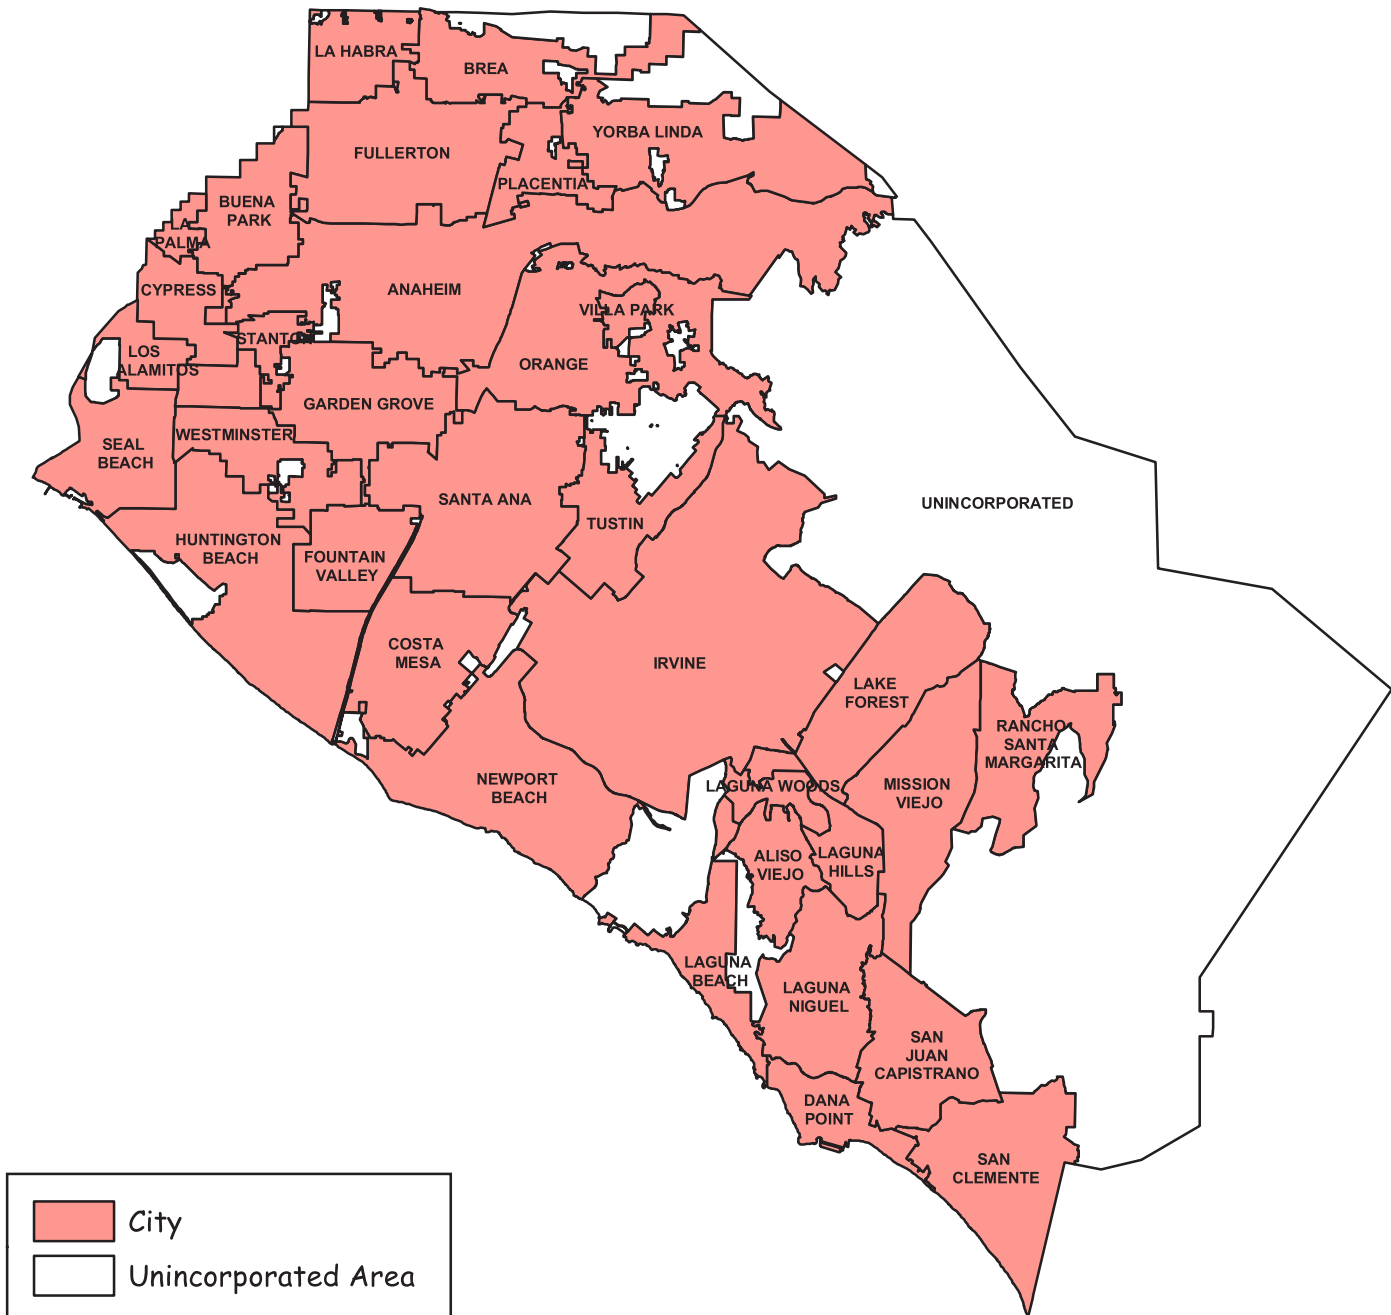 LA HABRA
BREA
YORBA LINDA
FULLERTON
PLACENTIA
BUENA
PARK
LA
PALMA
CYPRESS
ANAHEIM
VILLA PARK
STANTON
LOS
ALAMITOS
ORANGE
GARDEN GROVE
WESTMINSTER
SEAL
BEACH
SANTA ANA
UNINCORPORATED
TUSTIN
HUNTINGTON
BEACH
FOUNTAIN
VALLEY
COSTA
MESA
IRVINE
LAKE
FOREST
RANCHO
SANTA
MARGARITA
NEWPORT
BEACH
LAGUNA WOODS
MISSION
VIEJO
ALISO
VIEJO
LAGUNA
HILLS
LAGUNA
BEACH
LAGUNA
NIGUEL
SAN
JUAN
CAPISTRANO
DANA
POINT
SAN
CLEMENTE
City
Unincorporated Area